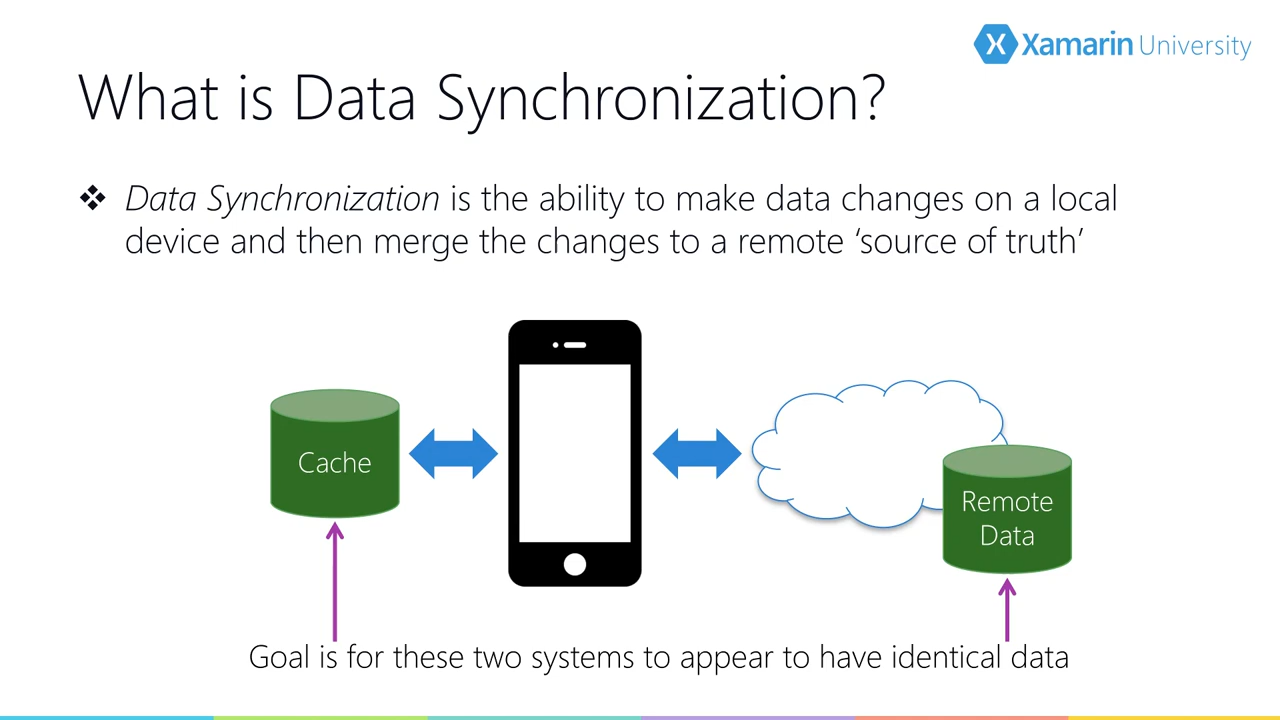 Xamarin University
What is Data Synchronization?
❖ Data Synchronization is the ability to make data changes on a local
device and then merge the changes to a remote ‘source of truth’
Cache
Remote
Data
Goal is for these two systems to appear to have identical data